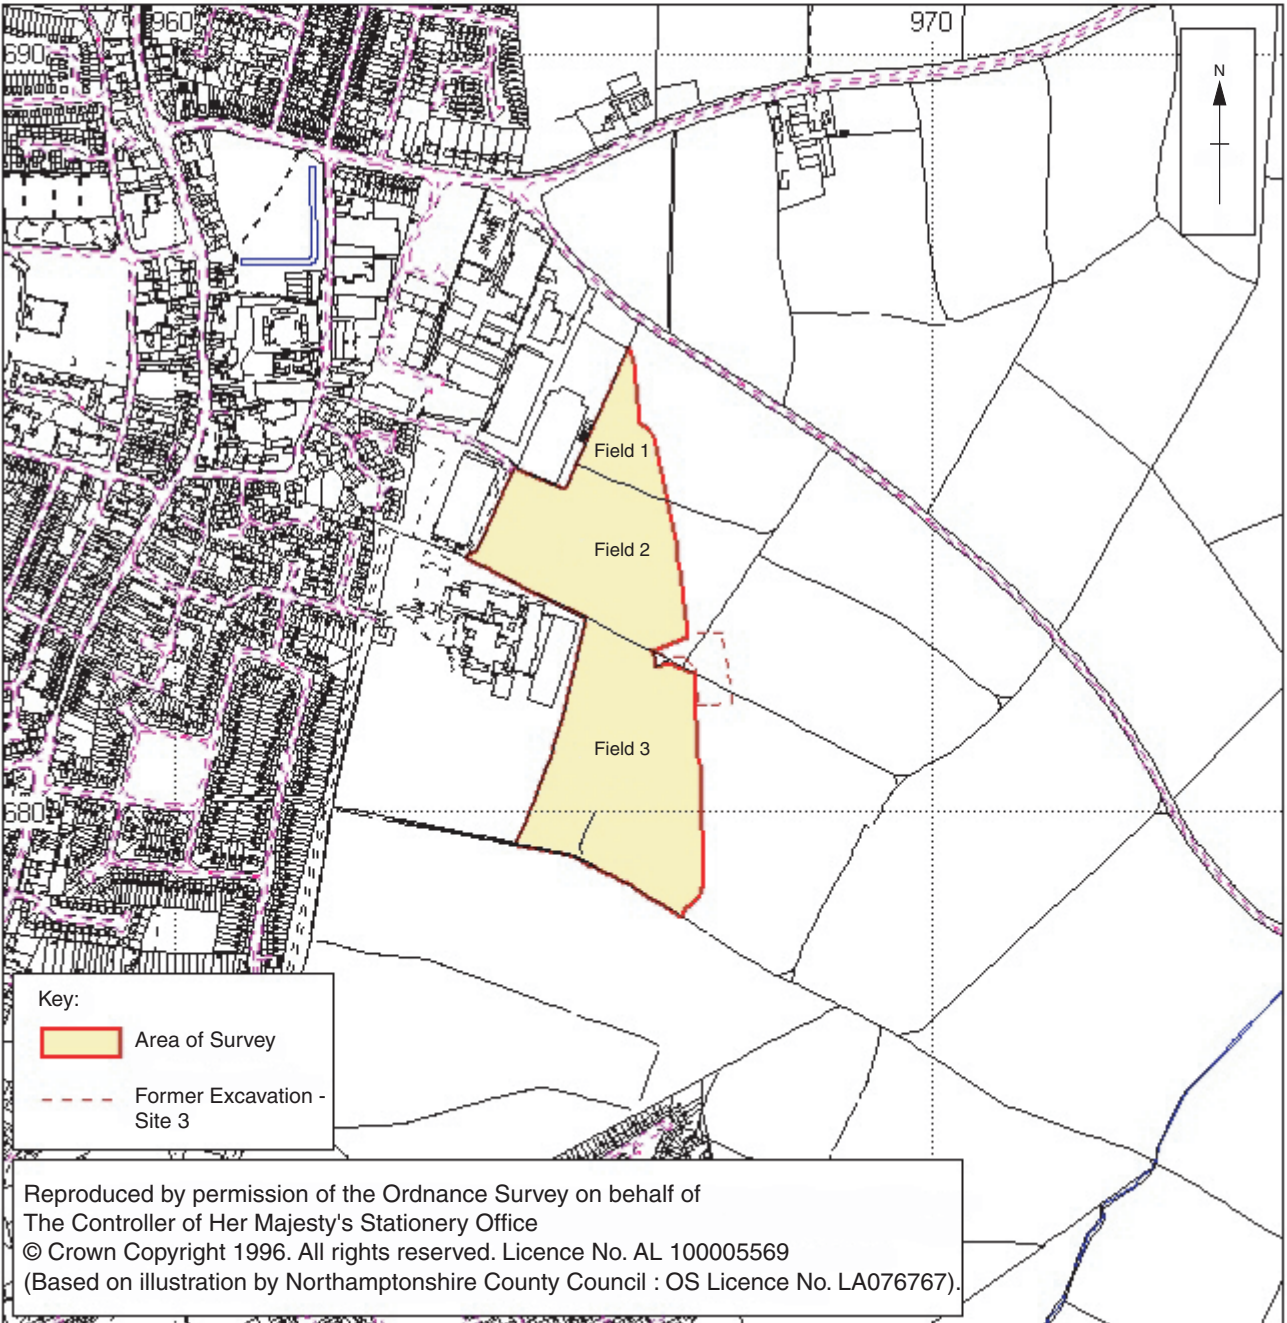 960
970
690
N
Field 1
Field 2
Field 3
680
Key:
Area of Survey
Former Excavation -
Site 3
Reproduced by permission of the Ordnance Survey on behalf of
The Controller of Her Majesty's Stationery Office
© Crown Copyright 1996. All rights reserved. Licence No. AL 100005569
(Based on illustration by Northamptonshire County Council : OS Licence No. LA076767).